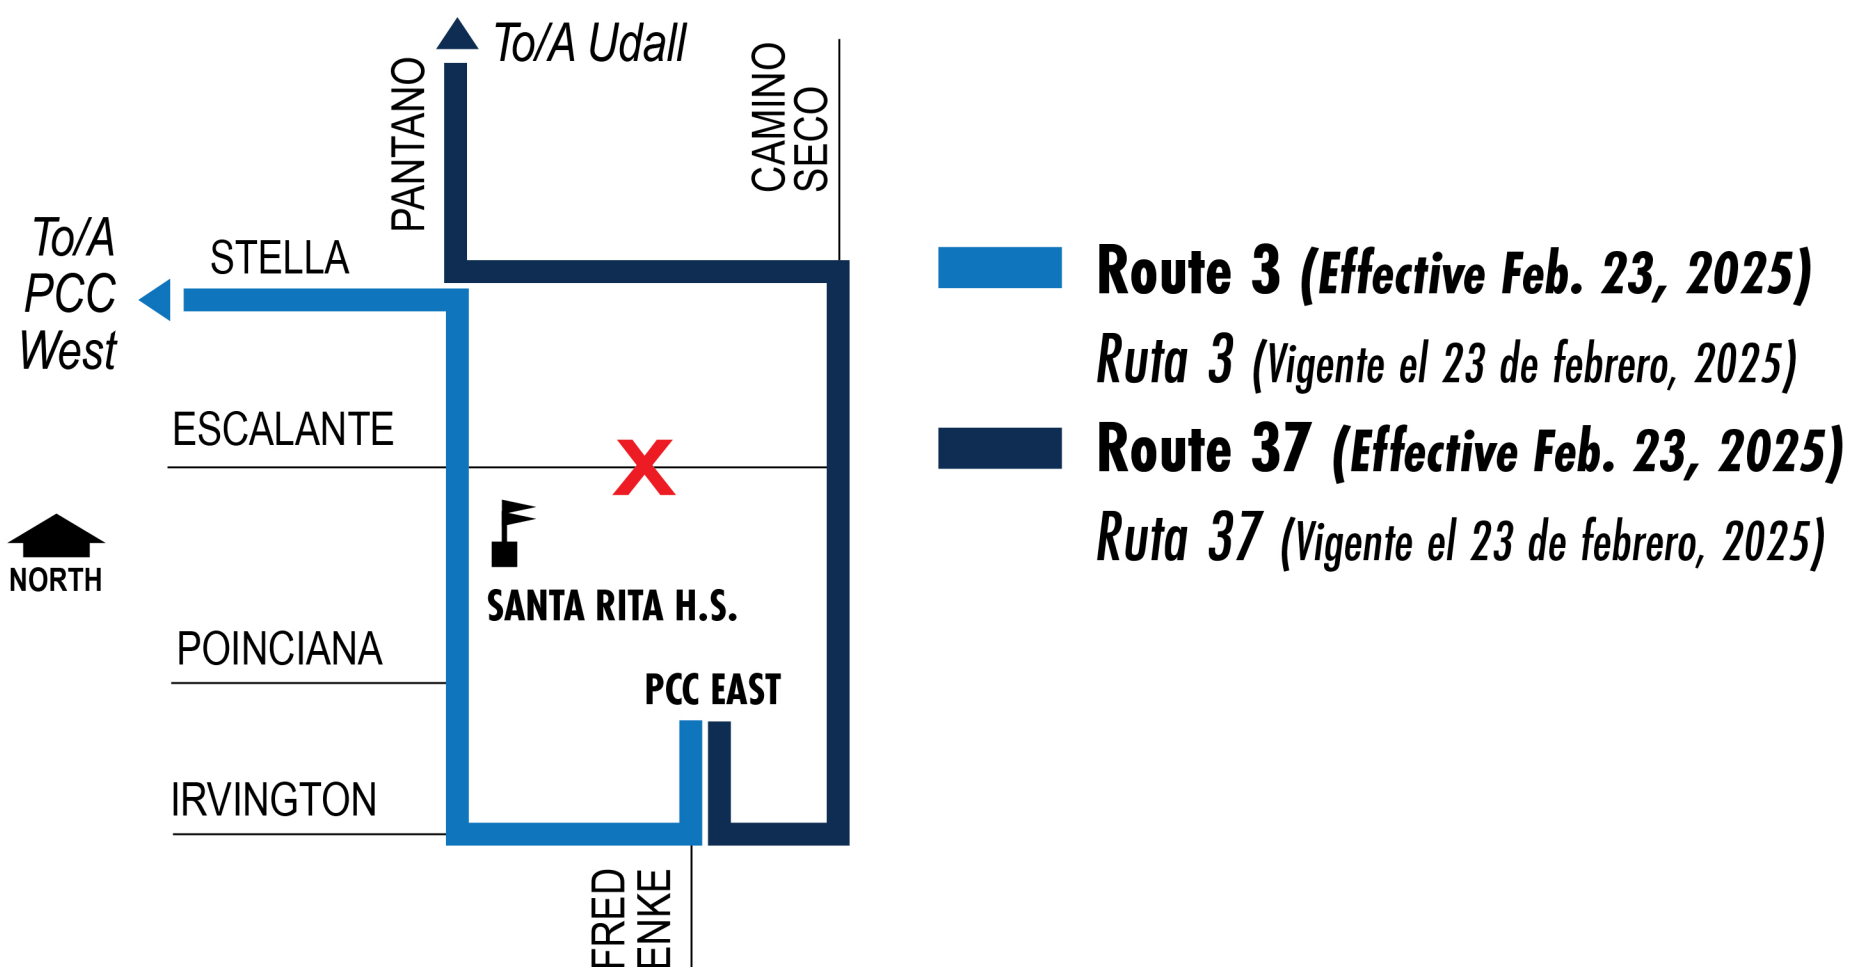 To/A Udall
PANTANO
CAMINO
SECO
To/A
PCC
West
STELLA
ESCALANTE
X
NORTH
SANTA RITA H.S.
POINCIANA
PCC EAST
IRVINGTON
FRED
ENKE
Route 3 (Effective Feb. 23, 2025)
Ruta 3 (Vigente el 23 de febrero, 2025)
Route 37 (Effective Feb. 23, 2025)
Ruta 37 (Vigente el 23 de febrero, 2025)